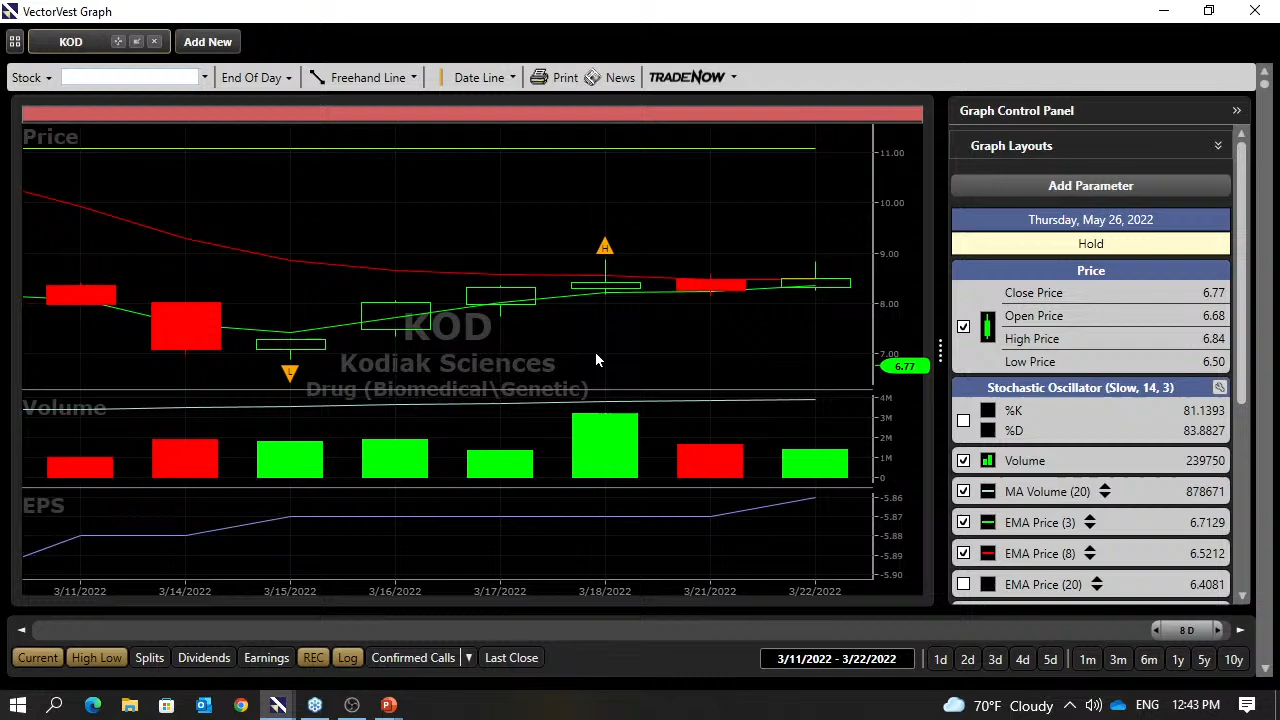 VectorVest Graph
KOD
Add New
Stock
End Of Day
Freehand Line
Date Line
Print
News
TRADENOW
Price
11.00
10.00
9.00
8.00
7.00
6.77
H
L
KOD
Kodiak Sciences
Drug (Biomedical\Genetic)
Volume
4M
3M
2M
1M
0
EPS
-5.86
-5.87
-5.88
-5.89
-5.90
3/11/2022 3/14/2022 3/15/2022 3/16/2022 3/17/2022 3/18/2022 3/21/2022 3/22/2022
Graph Control Panel
Graph Layouts
Add Parameter
Thursday, May 26, 2022
Hold
Price
Close Price 6.77
Open Price 6.68
High Price 6.84
Low Price 6.50
Stochastic Oscillator (Slow, 14, 3)
%K 81.1393
%D 83.8827
Volume 239750
MA Volume (20) 878671
EMA Price (3) 6.7129
EMA Price (8) 6.5212
EMA Price (20) 6.4081
8 D
Current High Low Splits Dividends Earnings REC Log Confirmed Calls Last Close
3/11/2022 - 3/22/2022
1d 2d 3d 4d 5d 1m 3m 6m 1y 5y 10y
70°F Cloudy
ENG
12:43 PM